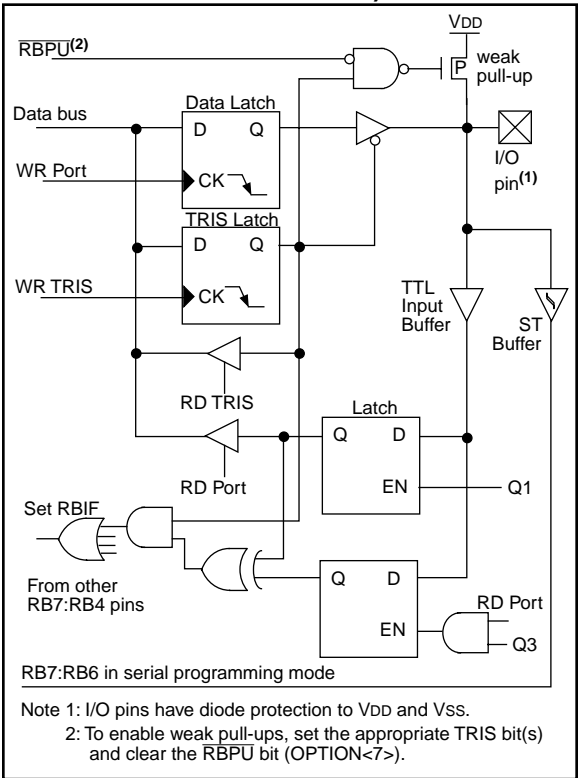 VDD
RBPU(2)
weak
pull-up
P
Data bus
Data Latch
D Q
I/O
pin(1)
WR Port
CK
TRIS Latch
D Q
WR TRIS
CK
TTL
Input
Buffer
ST
Buffer
RD TRIS
Latch
Q D
RD Port
EN
Q1
Set RBIF
From other
RB7:RB4 pins
Q D
RD Port
EN
Q3
RB7:RB6 in serial programming mode
Note 1: I/O pins have diode protection to VDD and VSS.
2: To enable weak pull-ups, set the appropriate TRIS bit(s)
and clear the RBPU bit (OPTION<7>).